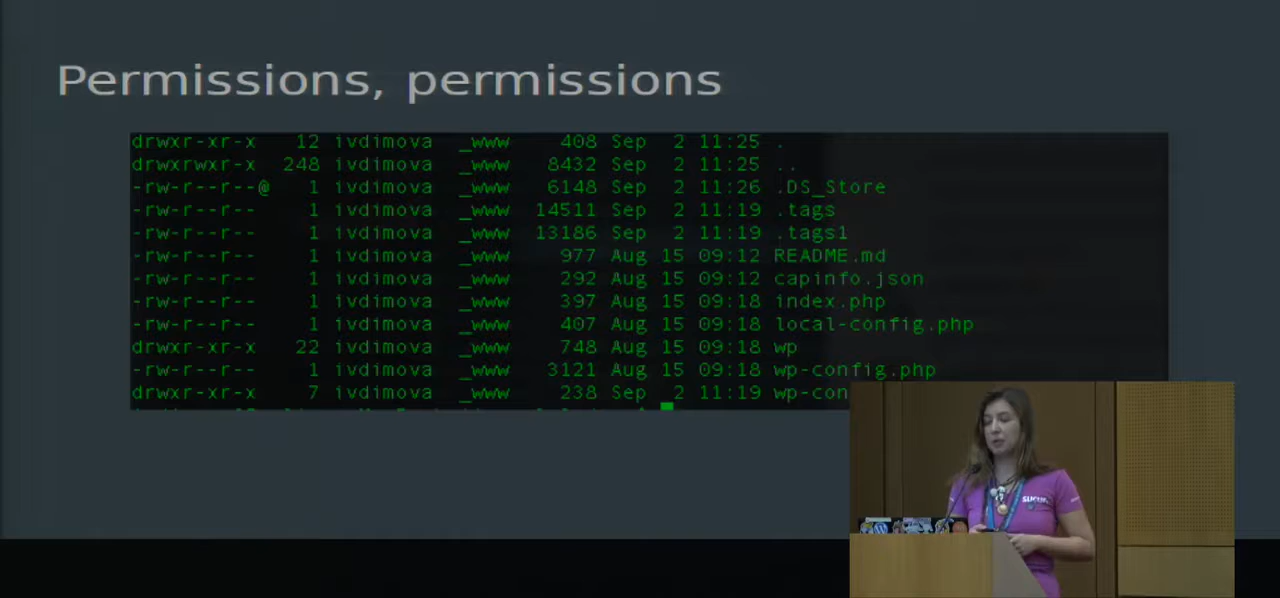 Permissions, permissions
drwxr-xr-x 12 ivdimova _www 408 Sep 2 11:25 .
drwxrwxr-x 248 ivdimova _www 8432 Sep 2 11:25 ..
-rw-r--r--@ 1 ivdimova _www 6148 Sep 2 11:26 .DS_Store
-rw-r--r-- 1 ivdimova _www 14511 Sep 2 11:19 .tags
-rw-r--r-- 1 ivdimova _www 13186 Sep 2 11:19 .tags1
-rw-r--r-- 1 ivdimova _www 977 Aug 15 09:12 README.md
-rw-r--r-- 1 ivdimova _www 292 Aug 15 09:12 capinfo.json
-rw-r--r-- 1 ivdimova _www 397 Aug 15 09:18 index.php
-rw-r--r-- 1 ivdimova _www 407 Aug 15 09:18 local-config.php
drwxr-xr-x 22 ivdimova _www 748 Aug 15 09:18 wp
-rw-r--r-- 1 ivdimova _www 3121 Aug 15 09:18 wp-config.php
drwxr-xr-x 7 ivdimova _www 238 Sep 2 11:19 wp-con